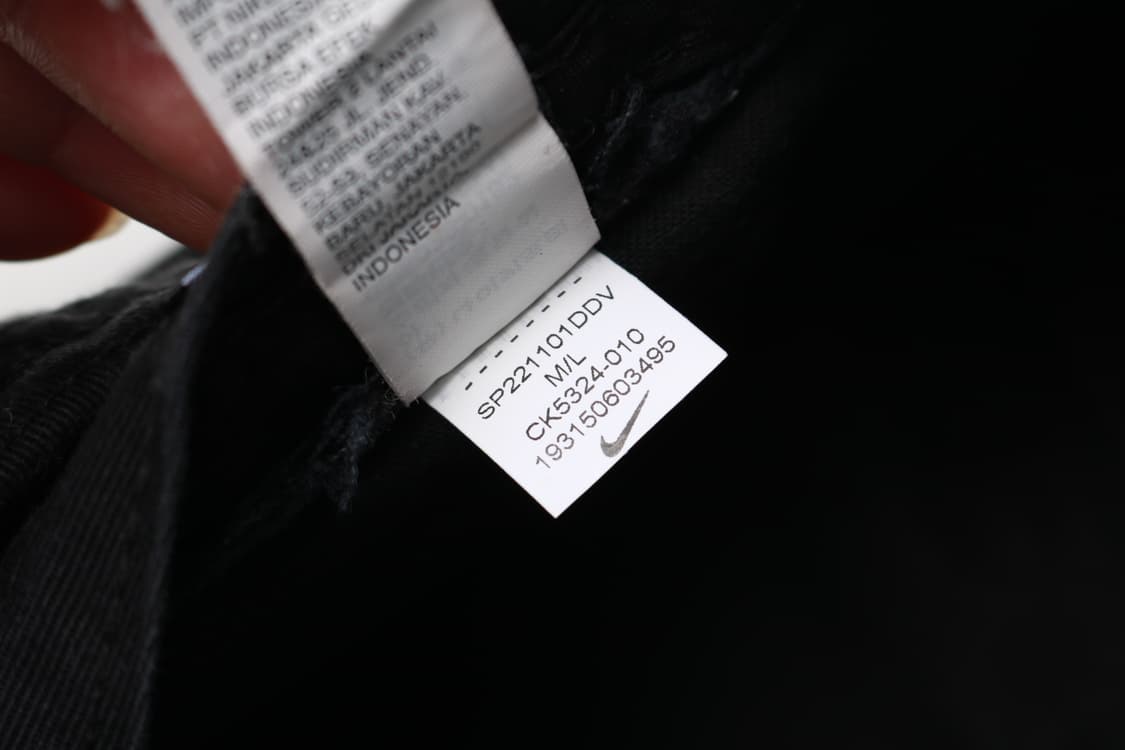 INDONESIA
JAKARTA
BURSA EFEK
INDONESIA
LANTAI
JL. JEND
SUDIRMAN KAV
52-53, SENAYAN,
KEBAYORAN
BARU, JAKARTA
INDONESIA
SP221101DDV
M/L
CK5324-010
193150603495